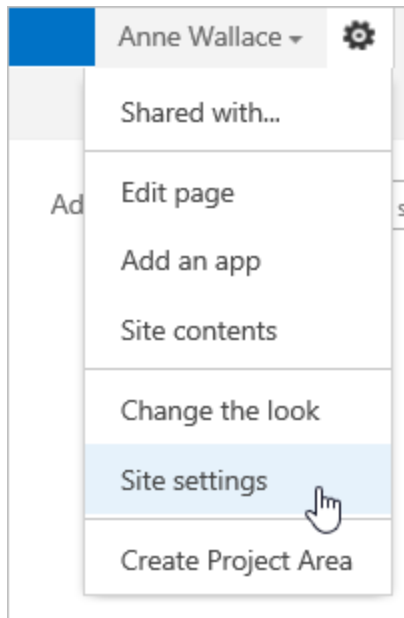 Anne Wallace
Shared with...
Ad
s
Edit page
Add an app
Site contents
Change the look
Site settings
Create Project Area